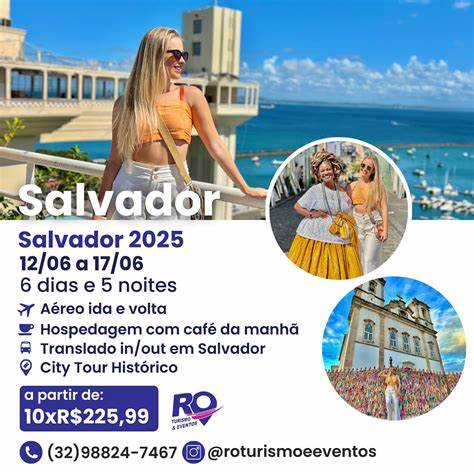 Salvador
Salvador 2025
12/06 a 17/06
6 dias e 5 noites
Aéreo ida e volta
Hospedagem com café da manhã
Translado in/out em Salvador
City Tour Histórico
a partir de:
10xR$225,99
RO
TURISMO
& EVENTOS
(32)98824-7467 @roturismoeeventos